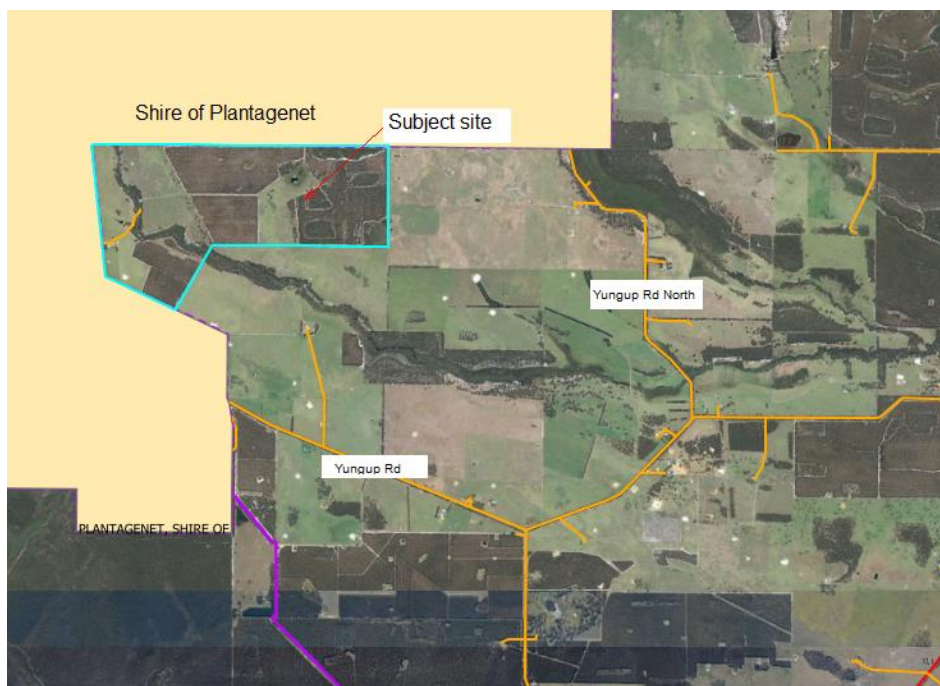 Shire of Plantagenet
Subject site
Yungup Rd North
Yungup Rd
PLANTAGENET, SHIRE OF